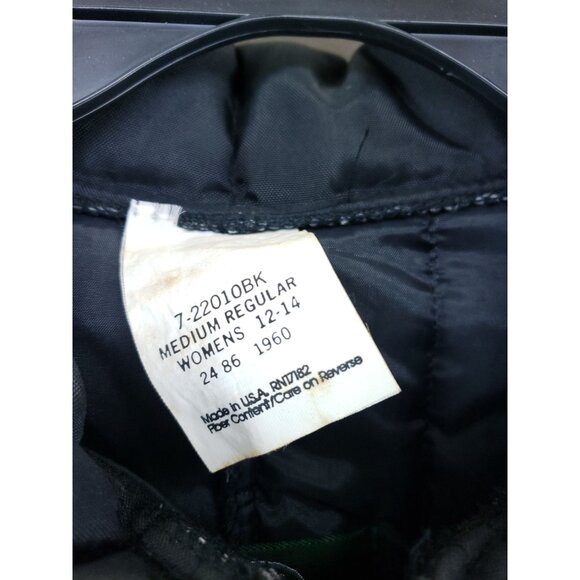 7-22010BK
MEDIUM REGULAR
WOMENS 12-14
24 86 1960
Made in U.S.A. RN17182
Fiber Content/Care on Reverse